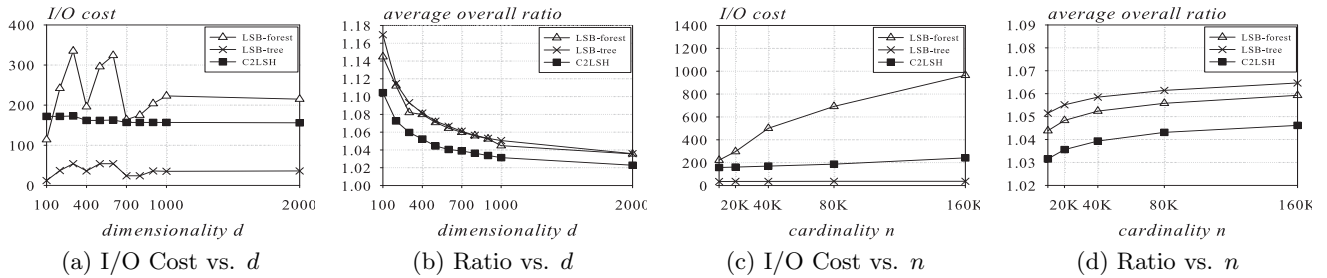 I/O cost
400
300
200
100
0
100 400 700 1000 2000
dimensionality d
LSB-forest
LSB-tree
C2LSH
(a) I/O Cost vs. d
average overall ratio
1.18
1.16
1.14
1.12
1.10
1.08
1.06
1.04
1.02
1.00
100 400 700 1000 2000
dimensionality d
LSB-forest
LSB-tree
C2LSH
(b) Ratio vs. d
I/O cost
1400
1200
1000
800
600
400
200
0
20K 40K 80K 160K
cardinality n
LSB-forest
LSB-tree
C2LSH
(c) I/O Cost vs. n
average overall ratio
1.09
1.08
1.07
1.06
1.05
1.04
1.03
1.02
20K 40K 80K 160K
cardinality n
LSB-forest
LSB-tree
C2LSH
(d) Ratio vs. n